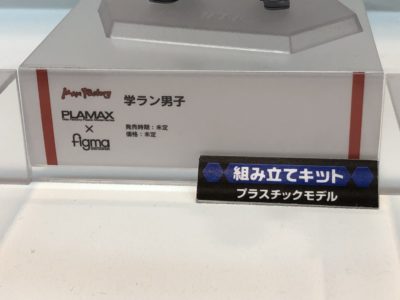 Max Factory
学ラン男子
PLAMAX
×
figma
発売時期：未定
価格：未定
組み立てキット
プラスチックモデル